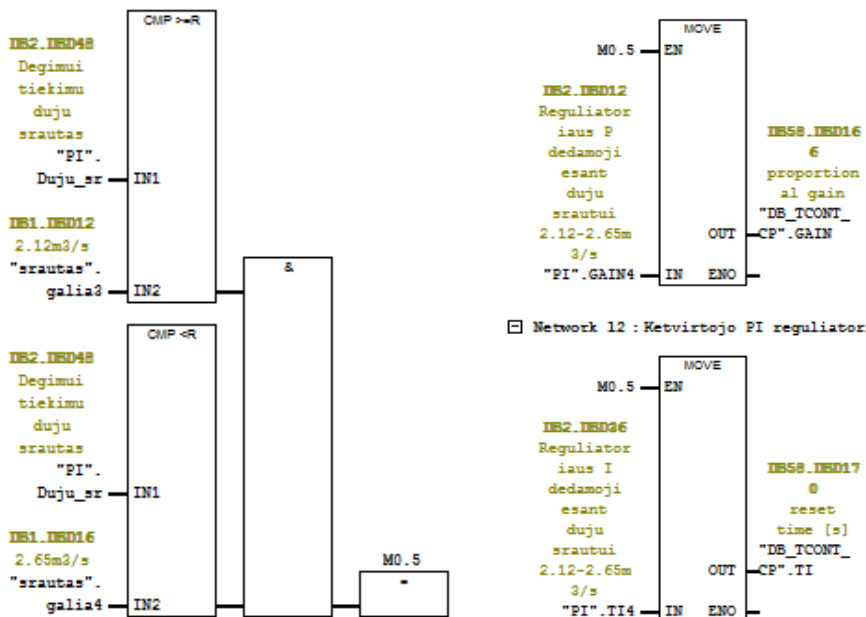 CMP >=R
DB2.DBD48
Degimui
tiekimu
duju
srautas
"PI".
Duju_sr
IN1
DB1.DBD12
2.12m3/s
"srautas".
galia3
IN2
&
CMP <R
DB2.DBD48
Degimui
tiekimu
duju
srautas
"PI".
Duju_sr
IN1
DB1.DBD16
2.65m3/s
"srautas".
galia4
IN2
M0.5
=
MOVE
M0.5
EN
DB2.DBD12
Reguliator
iaus P
dedamoji
esant
duju
srautui
2.12-2.65m
3/s
"PI".GAIN4
IN
ENO
OUT
DB58.DBD16
6
proportion
al gain
"DB_TCONT_
CP".GAIN
Network 12 : Ketvirtojo PI reguliator
MOVE
M0.5
EN
DB2.DBD36
Reguliator
iaus I
dedamoji
esant
duju
srautui
2.12-2.65m
3/s
"PI".TI4
IN
ENO
OUT
DB58.DBD17
0
reset
time [s]
"DB_TCONT_
CP".TI